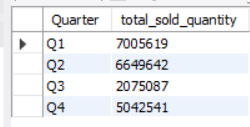 Quarter total_sold_quantity
Q1 7005619
Q2 6649642
Q3 2075087
Q4 5042541